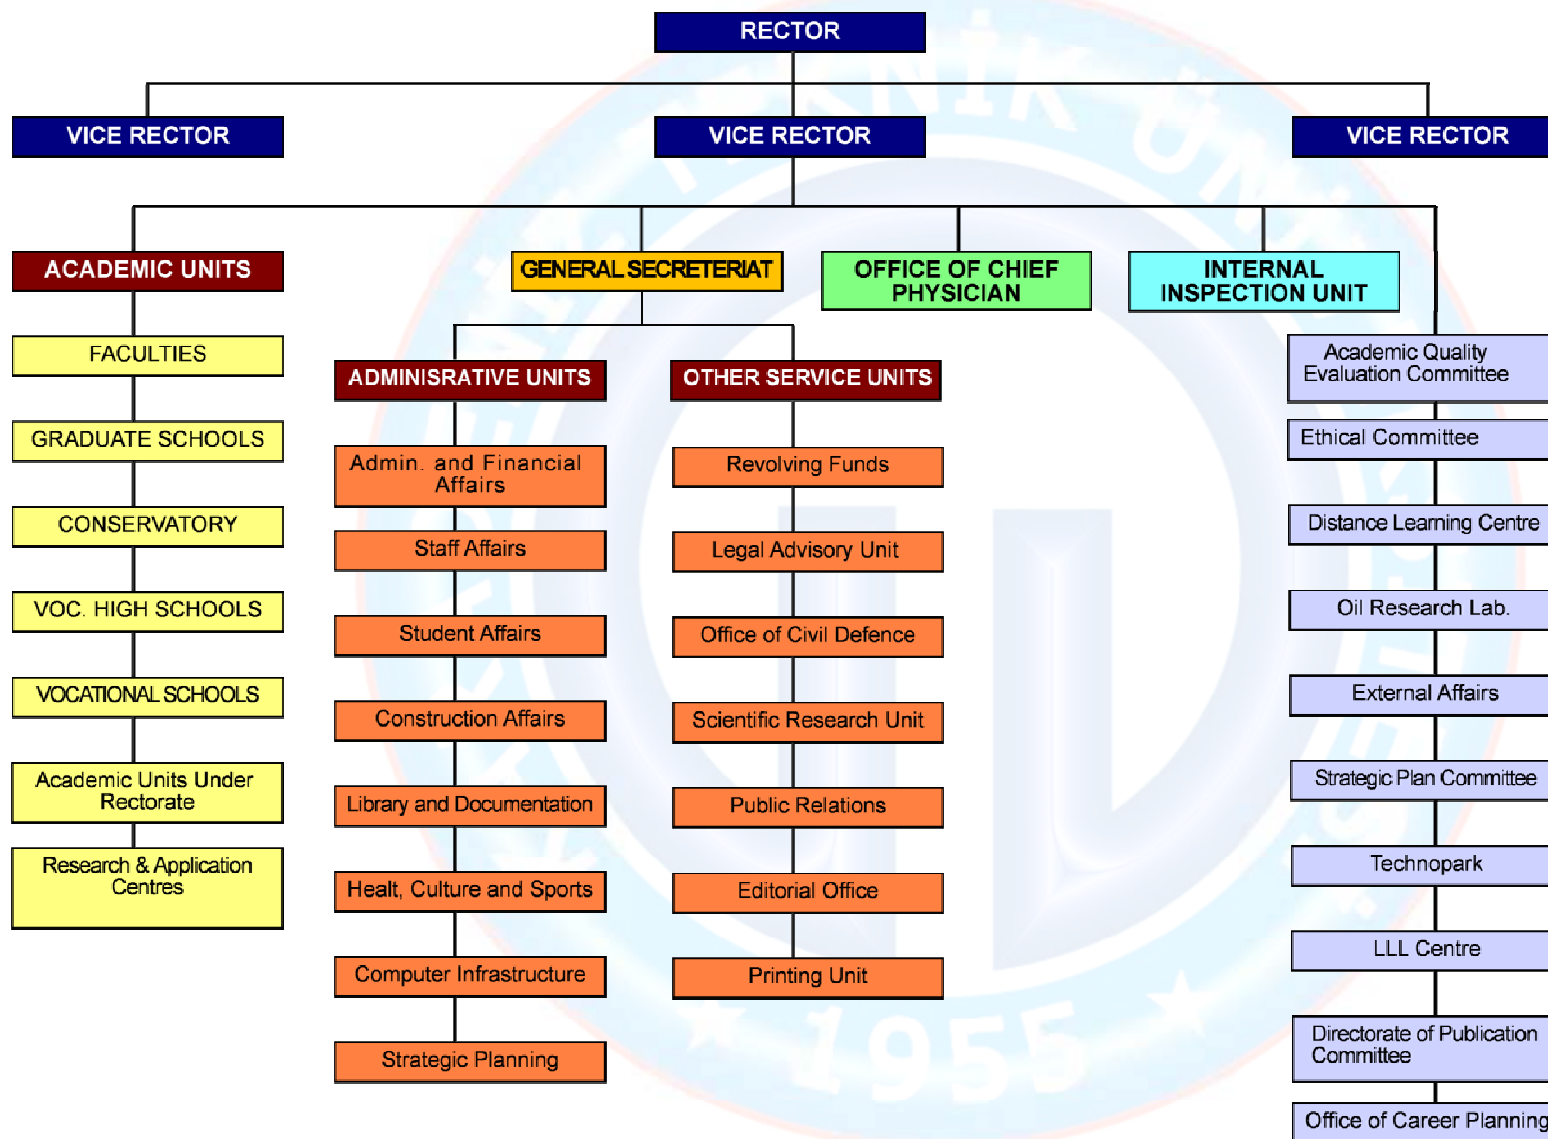 RECTOR
VICE RECTOR
VICE RECTOR
VICE RECTOR
ACADEMIC UNITS
FACULTIES
GRADUATE SCHOOLS
CONSERVATORY
VOC. HIGH SCHOOLS
VOCATIONAL SCHOOLS
Academic Units Under
Rectorate
Research & Application
Centres
GENERAL SECRETERIAT
ADMINISRATIVE UNITS
Admin. and Financial
Affairs
Staff Affairs
Student Affairs
Construction Affairs
Library and Documentation
Healt, Culture and Sports
Computer Infrastructure
Strategic Planning
OTHER SERVICE UNITS
Revolving Funds
Legal Advisory Unit
Office of Civil Defence
Scientific Research Unit
Public Relations
Editorial Office
Printing Unit
OFFICE OF CHIEF
PHYSICIAN
INTERNAL
INSPECTION UNIT
Academic Quality
Evaluation Committee
Ethical Committee
Distance Learning Centre
Oil Research Lab.
External Affairs
Strategic Plan Committee
Technopark
LLL Centre
Directorate of Publication
Committee
Office of Career Planning
TEKNİK
1955